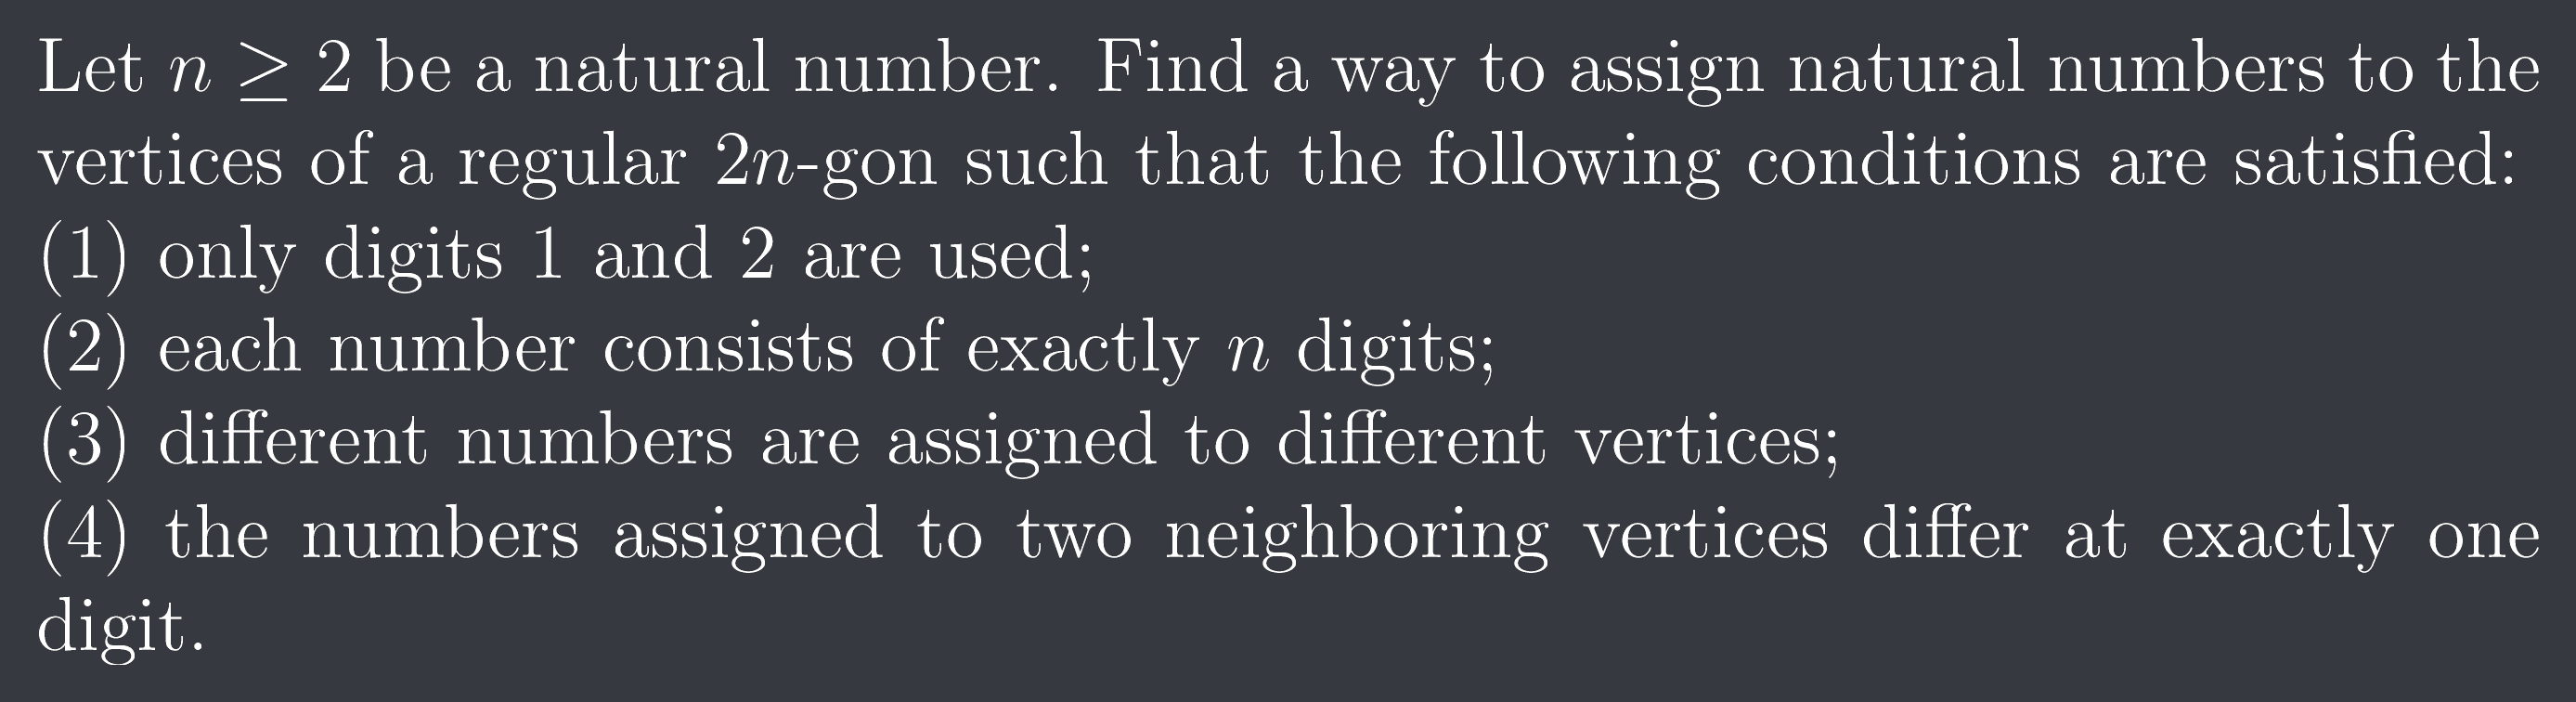 Let n ≥ 2 be a natural number. Find a way to assign natural numbers to the
vertices of a regular 2n-gon such that the following conditions are satisfied:
(1) only digits 1 and 2 are used;
(2) each number consists of exactly n digits;
(3) different numbers are assigned to different vertices;
(4) the numbers assigned to two neighboring vertices differ at exactly one
digit.